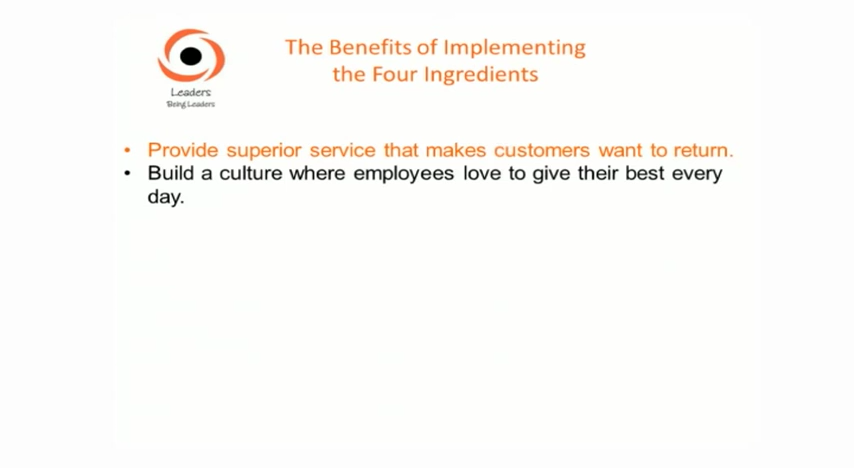 The Benefits of Implementing
the Four Ingredients
Leaders
Being Leaders
• Provide superior service that makes customers want to return.
• Build a culture where employees love to give their best every
day.